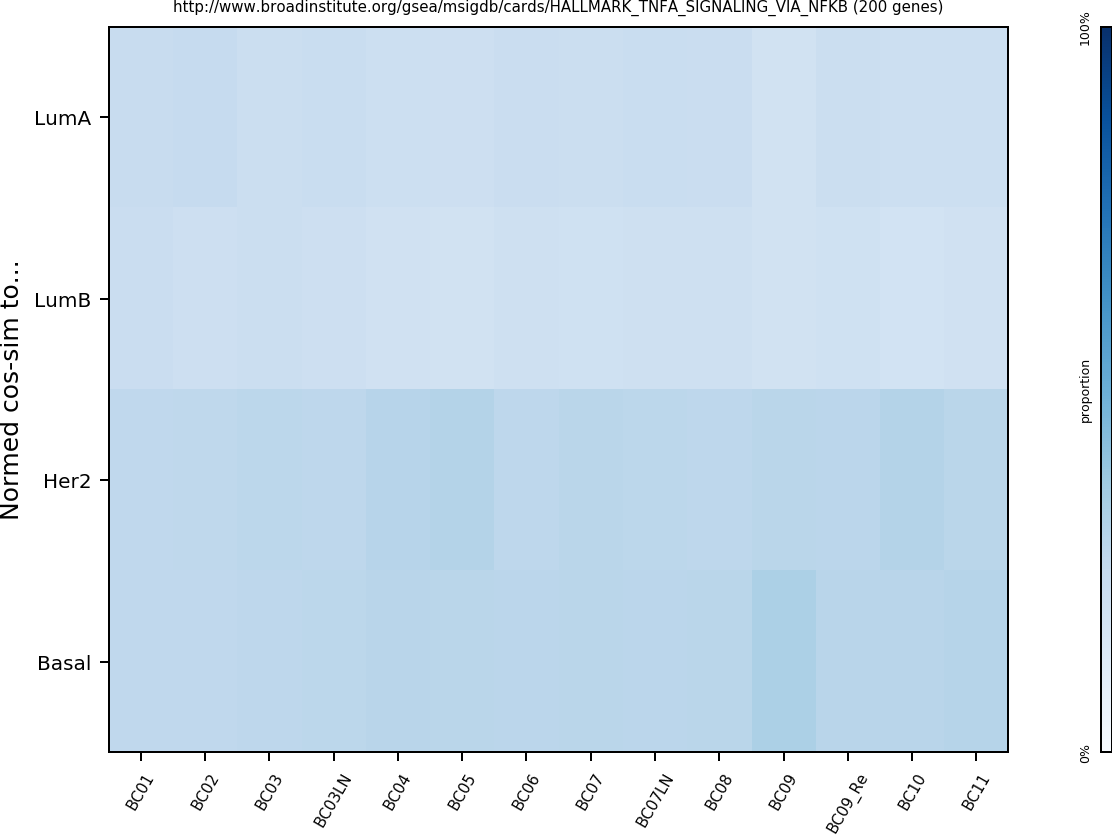 http://www.broadinstitute.org/gsea/msigdb/cards/HALLMARK_TNFA_SIGNALING_VIA_NFKB (200 genes)
Normed cos-sim to...
LumA
LumB
Her2
Basal
BC01
BC02
BC03
BC03LN
BC04
BC05
BC06
BC07
BC07LN
BC08
BC09
BC09_Re
BC10
BC11
100%
proportion
0%